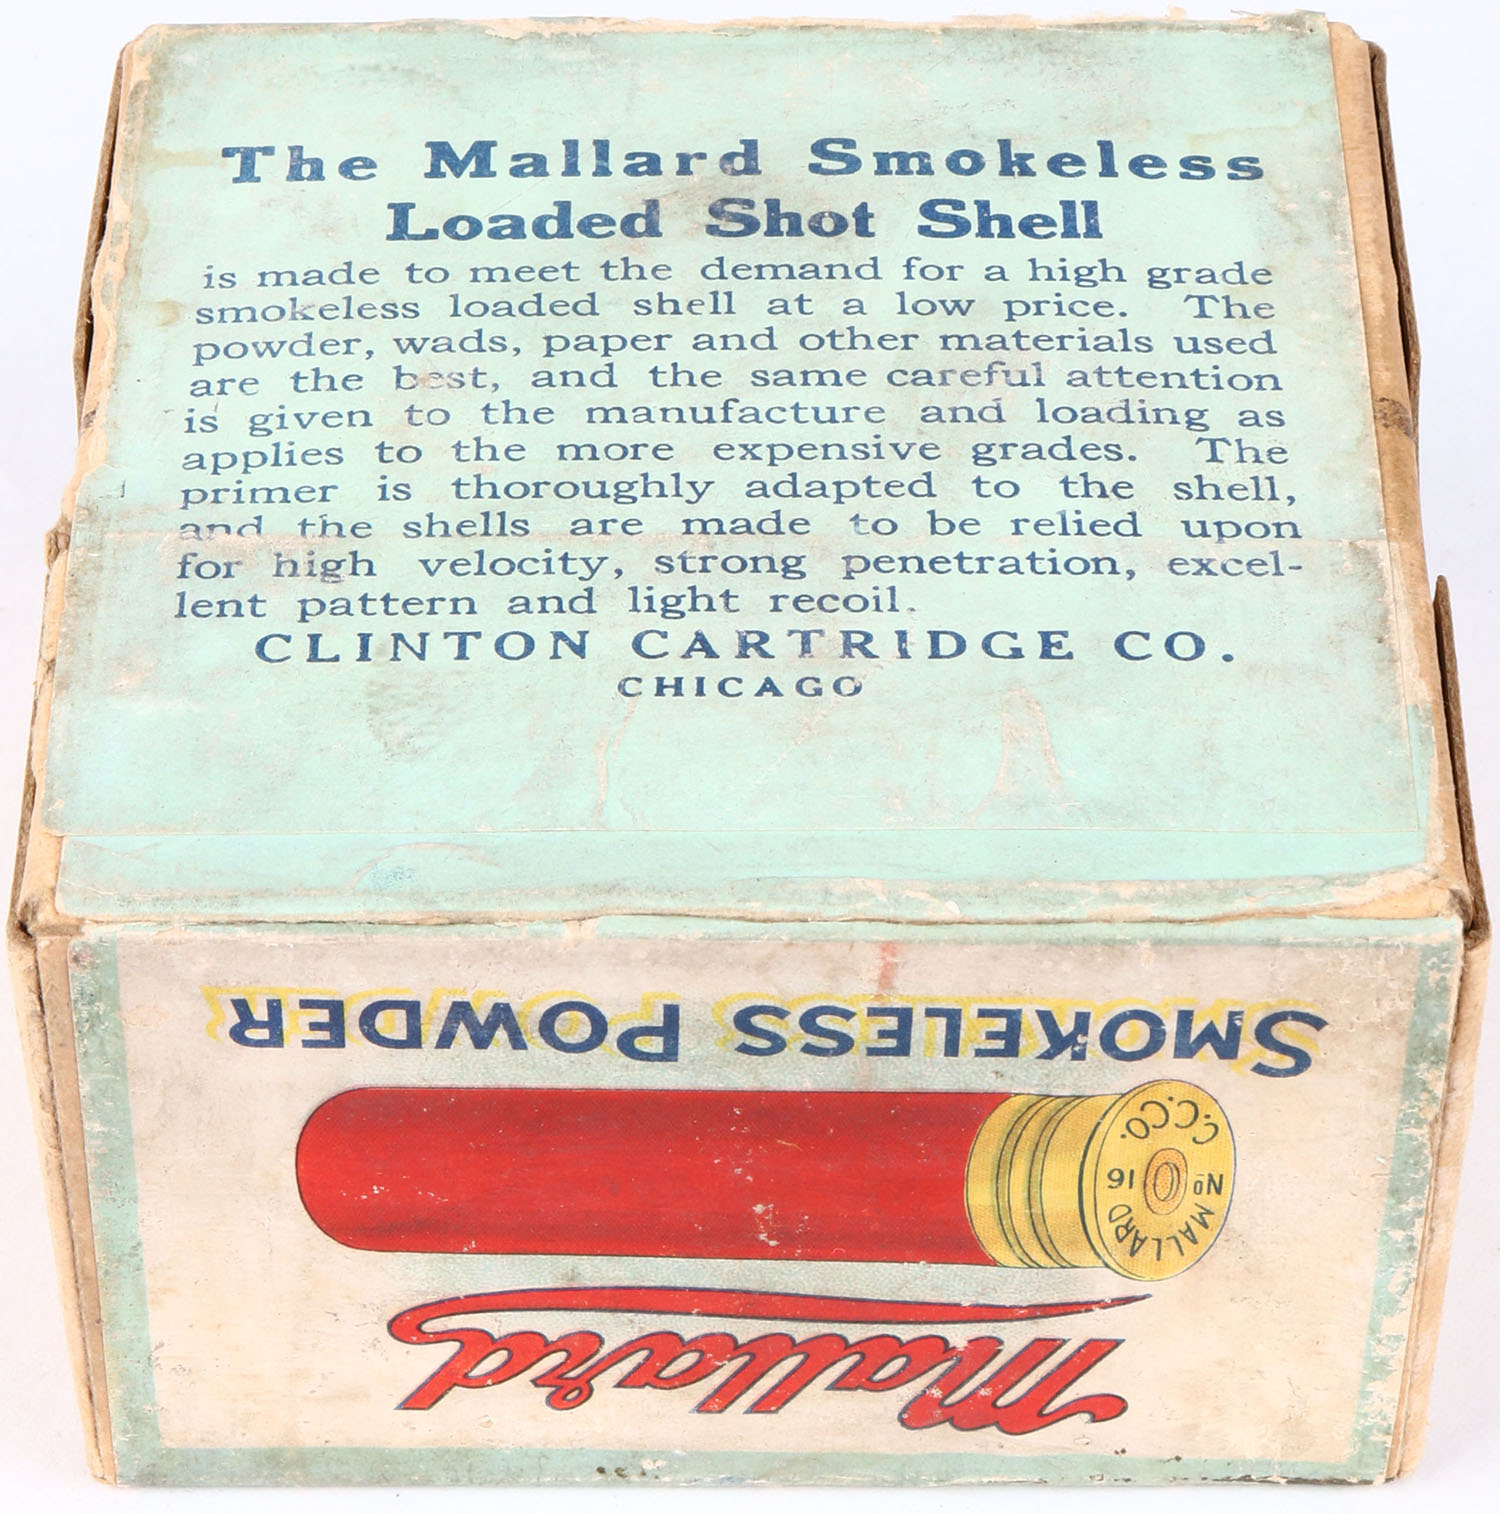 The Mallard Smokeless
Loaded Shot Shell
is made to meet the demand for a high grade
smokeless loaded shell at a low price. The
powder, wads, paper and other materials used
are the best, and the same careful attention
is given to the manufacture and loading as
applies to the more expensive grades. The
primer is thoroughly adapted to the shell,
and the shells are made to be relied upon
for high velocity, strong penetration, excel-
lent pattern and light recoil.
CLINTON CARTRIDGE CO.
CHICAGO
Mallard
MALLARD
No 16
C.C.CO.
SMOKELESS POWDER